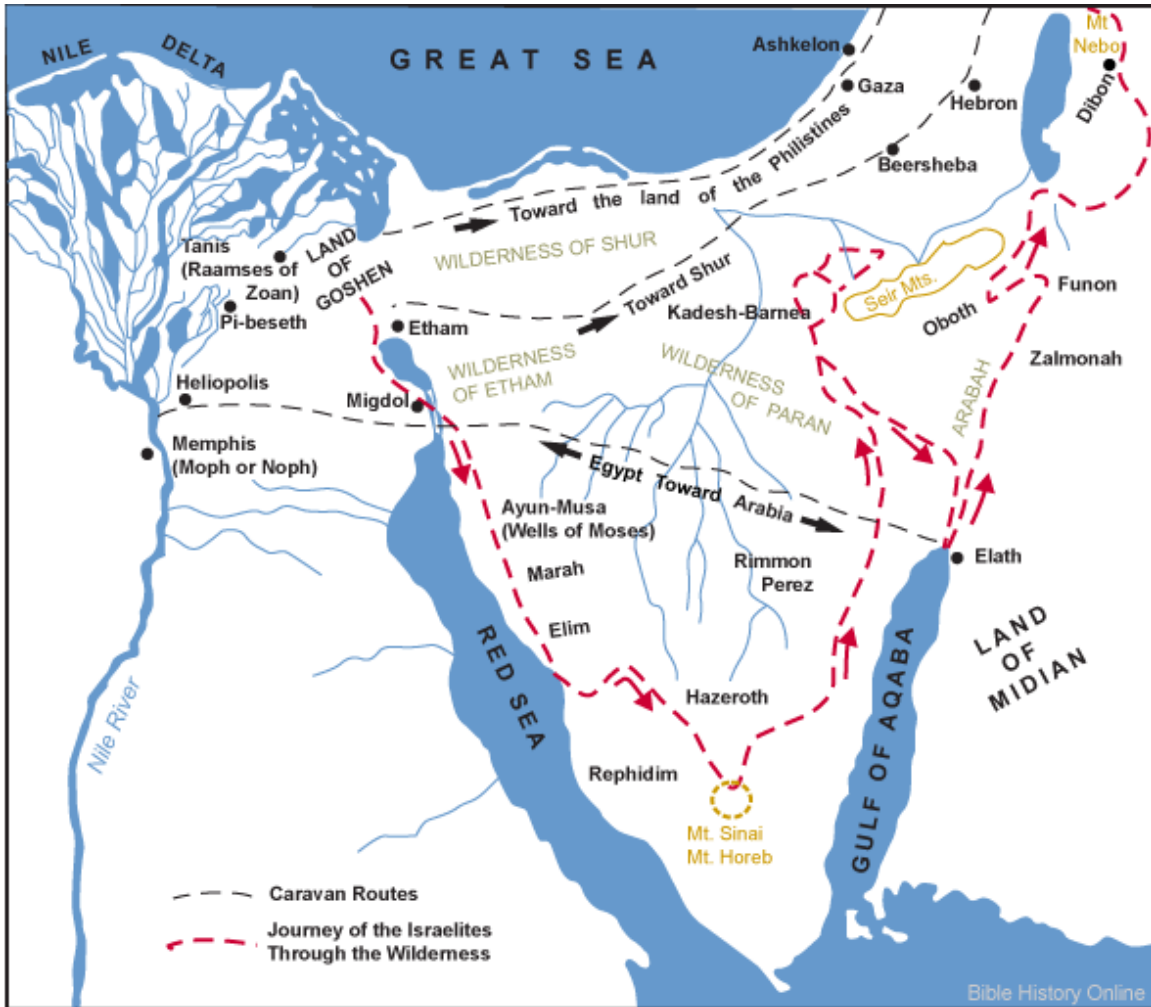 NILE DELTA
GREAT SEA
Ashkelon
Gaza
Hebron
Beersheba
Mt
Nebo
Dibon
Toward the land of the Philistines
WILDERNESS OF SHUR
Tanis
(Raamses of
Zoan)
LAND
OF
GOSHEN
Pi-beseth
Etham
Toward Shur
Kadesh-Barnea
Seir Mts.
Oboth
Funon
Zalmonah
WILDERNESS
OF ETHAM
WILDERNESS
OF PARAN
ARABAH
Heliopolis
Migdol
Memphis
(Moph or Noph)
Egypt Toward Arabia
Ayun-Musa
(Wells of Moses)
Marah
Rimmon
Perez
Elath
Elim
RED SEA
LAND
OF
MIDIAN
Hazeroth
GULF OF AQABA
Nile River
Rephidim
Mt. Sinai
Mt. Horeb
Caravan Routes
Journey of the Israelites
Through the Wilderness
Bible History Online